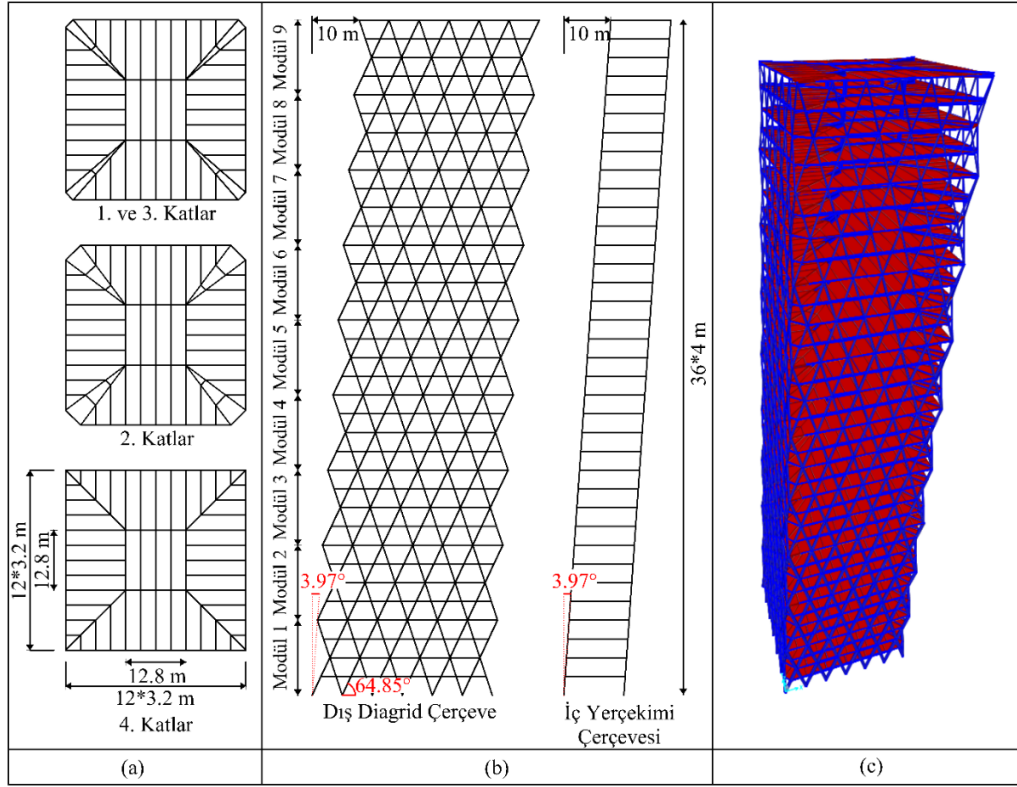 1. ve 3. Katlar
2. Katlar
12*3.2 m
12.8 m
12.8 m
12*3.2 m
4. Katlar
(a)
10 m
Modül 9
Modül 8
Modül 7
Modül 6
Modül 5
Modül 4
Modül 3
Modül 2
Modül 1
3.97°
64.85°
Dış Diagrid Çerçeve
10 m
36*4 m
3.97°
İç Yerçekimi
Çerçevesi
(b)
(c)